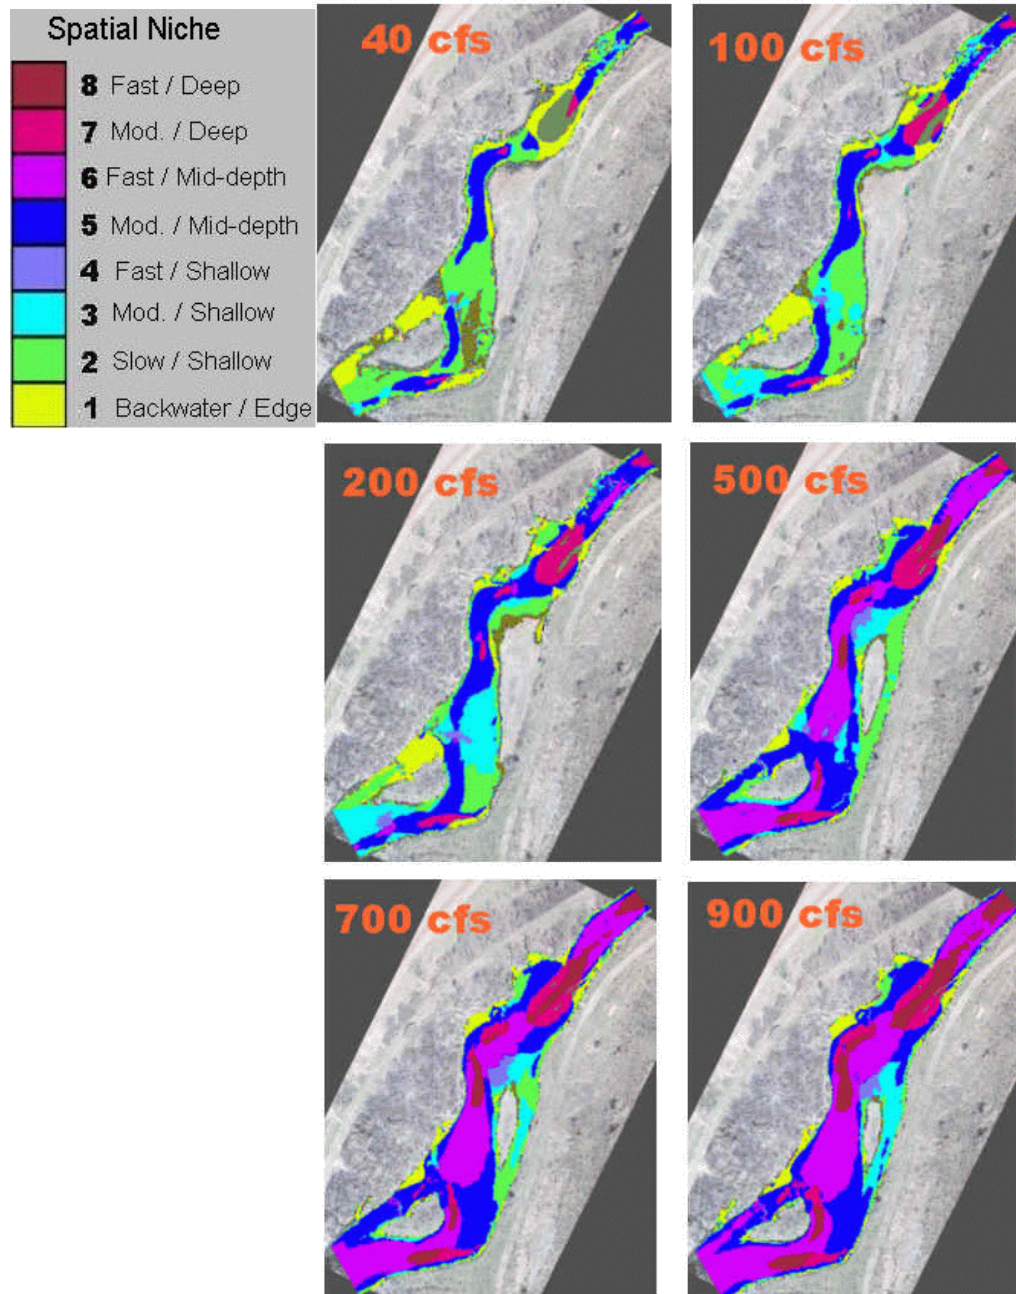 Spatial Niche
8 Fast / Deep
7 Mod. / Deep
6 Fast / Mid-depth
5 Mod. / Mid-depth
4 Fast / Shallow
3 Mod. / Shallow
2 Slow / Shallow
1 Backwater / Edge
40 cfs
100 cfs
200 cfs
500 cfs
700 cfs
900 cfs